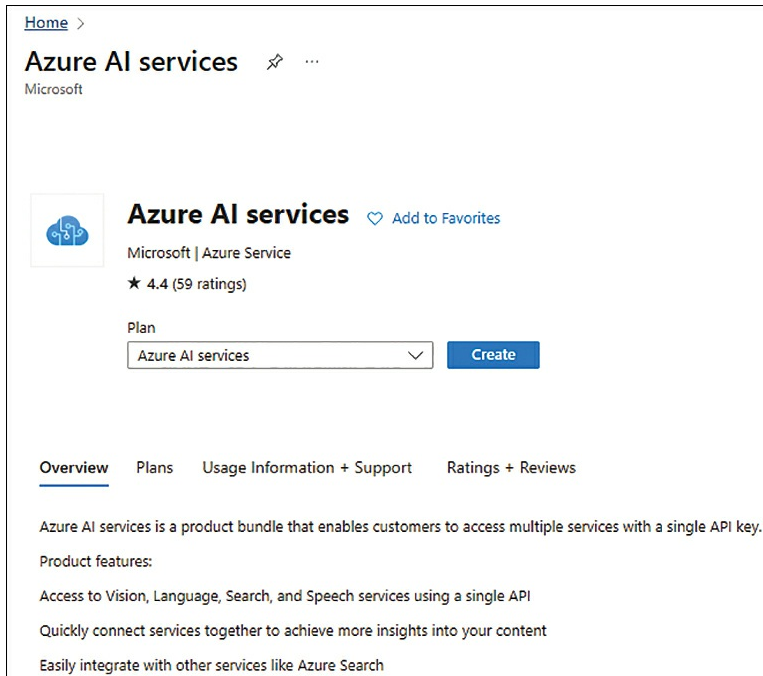 Home >
Azure AI services ...
Microsoft
Azure AI services Add to Favorites
Microsoft | Azure Service
★ 4.4 (59 ratings)
Plan
Azure AI services Create
Overview Plans Usage Information + Support Ratings + Reviews
Azure AI services is a product bundle that enables customers to access multiple services with a single API key.
Product features:
Access to Vision, Language, Search, and Speech services using a single API
Quickly connect services together to achieve more insights into your content
Easily integrate with other services like Azure Search